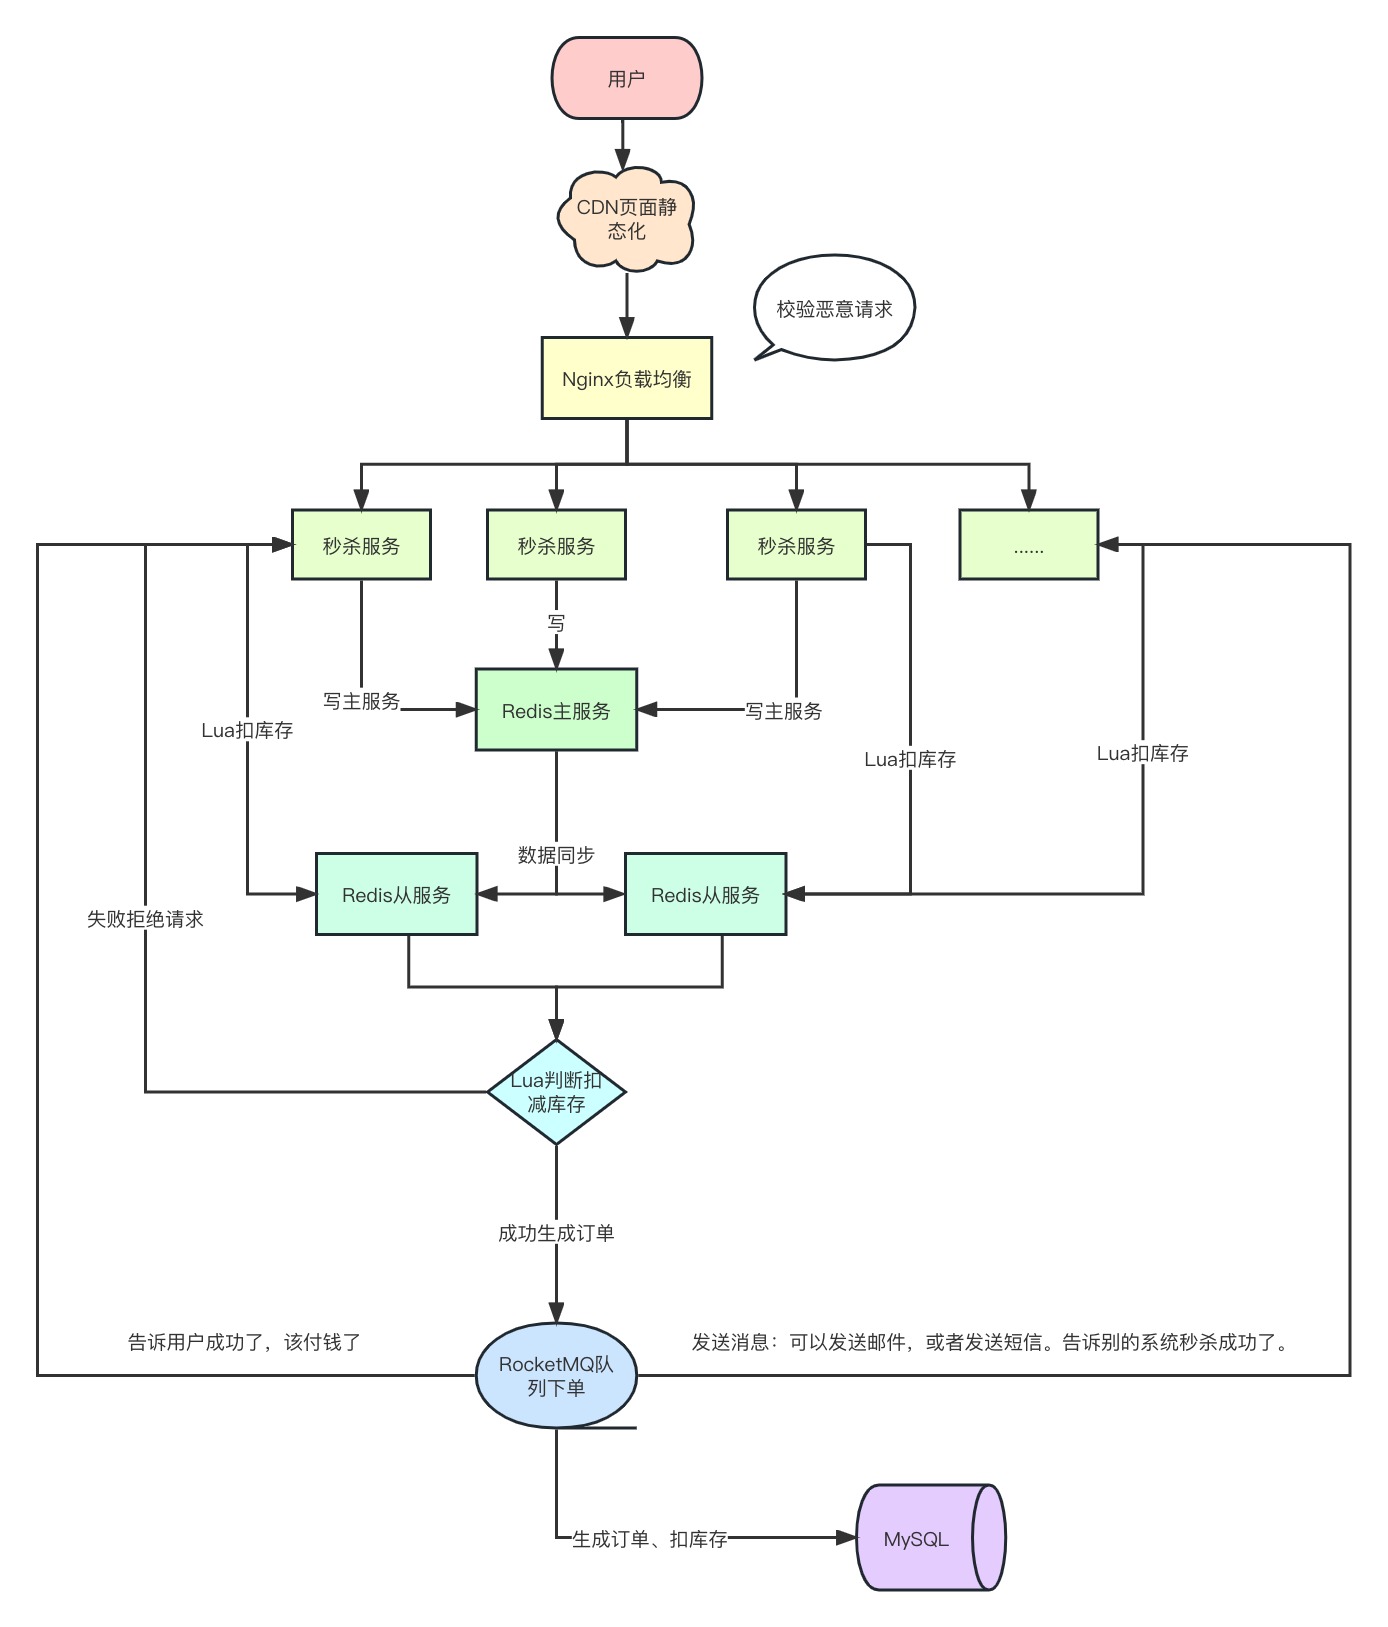 用户
CDN页面静
态化
校验恶意请求
Nginx负载均衡
秒杀服务
秒杀服务
秒杀服务
......
写
写主服务
Redis主服务
写主服务
Lua扣库存
Lua扣库存
Lua扣库存
数据同步
Redis从服务
Redis从服务
失败拒绝请求
Lua判断扣
减库存
成功生成订单
告诉用户成功了，该付钱了
发送消息：可以发送邮件，或者发送短信。告诉别的系统秒杀成功了。
RocketMQ队
列下单
生成订单、扣库存
MySQL